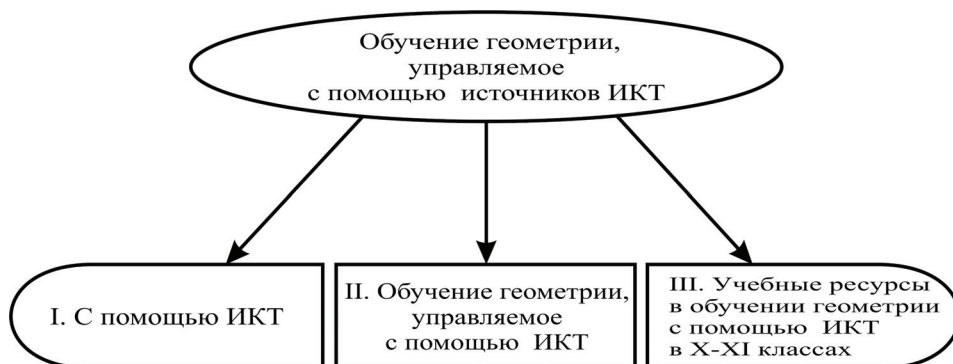 Обучение геометрии,
управляемое
с помощью источников ИКТ
I. С помощью ИКТ
II. Обучение геометрии,
управляемое
с помощью ИКТ
III. Учебные ресурсы
в обучении геометрии
с помощью ИКТ
в X-XI классах